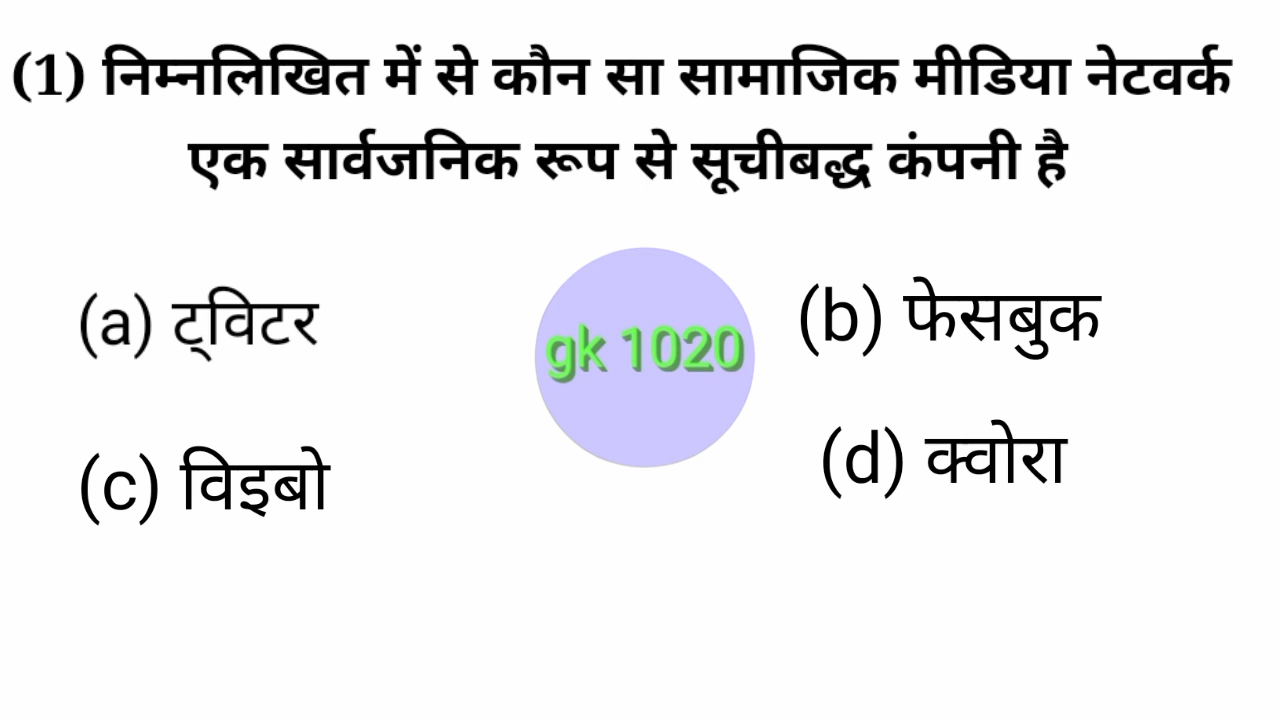 (1) निम्नलिखित में से कौन सा सामाजिक मीडिया नेटवर्क
एक सार्वजनिक रूप से सूचीबद्ध कंपनी है
(a) ट्विटर
(b) फेसबुक
gk 1020
(c) विइबो
(d) क्वोरा